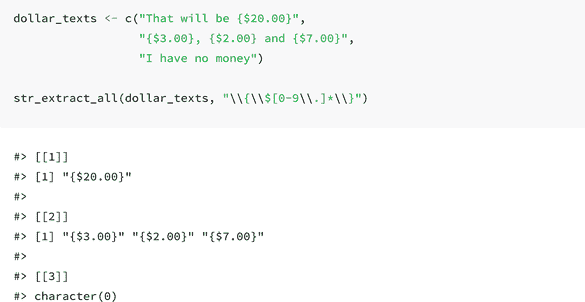 dollar_texts <- c("That will be {$20.00}",
                  "{$3.00}, {$2.00} and {$7.00}",
                  "I have no money")
str_extract_all(dollar_texts, "\\{\\$[0-9\\.]*\\}")
#> [[1]]
#> [1] "{$20.00}"
#>
#> [[2]]
#> [1] "{$3.00}" "{$2.00}" "{$7.00}"
#>
#> [[3]]
#> character(0)